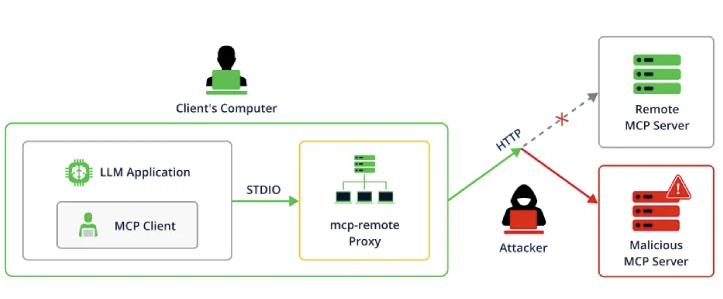 Client's Computer
LLM Application
MCP Client
STDIO
mcp-remote
Proxy
HTTP
Attacker
Remote
MCP Server
Malicious
MCP Server